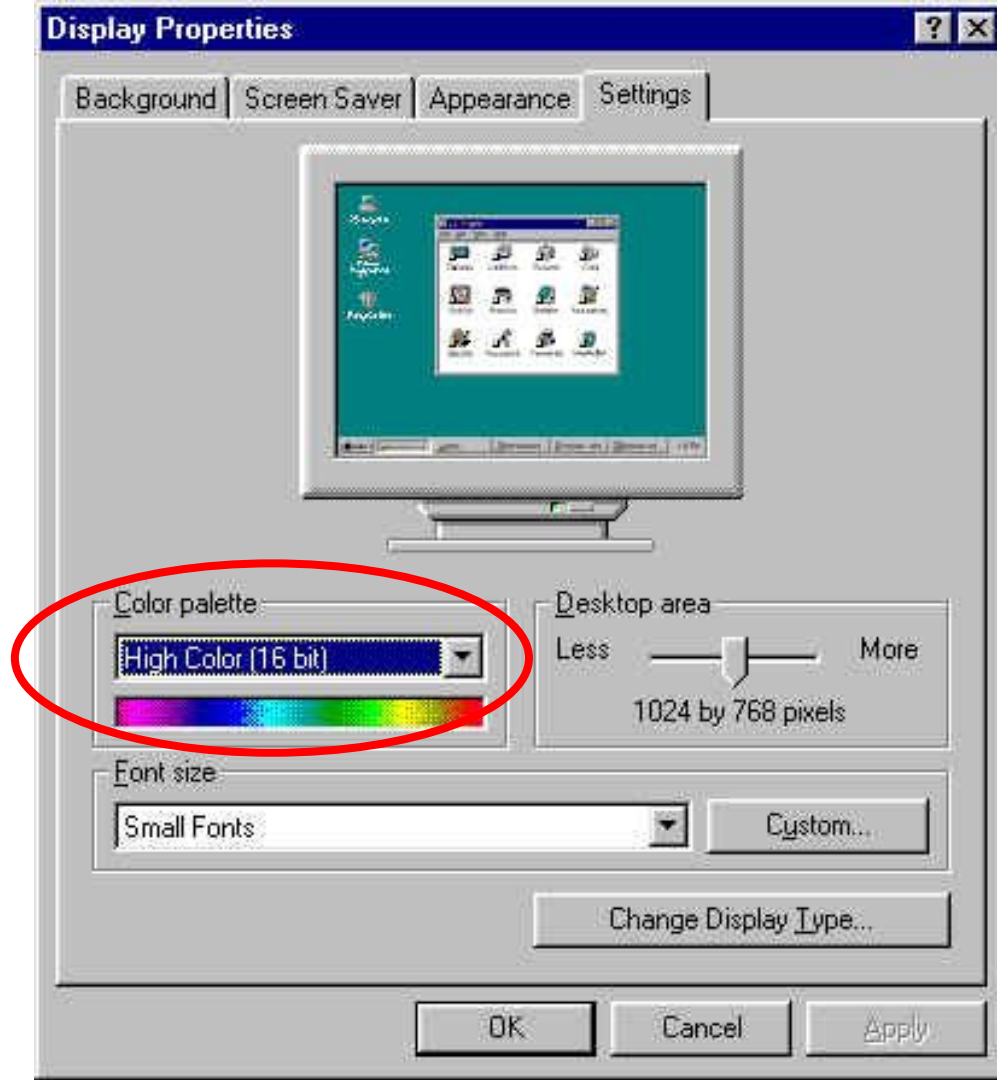 Display Properties
Background Screen Saver Appearance Settings
Color palette
High Color (16 bit)
Desktop area
Less More
1024 by 768 pixels
Font size
Small Fonts
Custom...
Change Display Type...
OK Cancel Apply